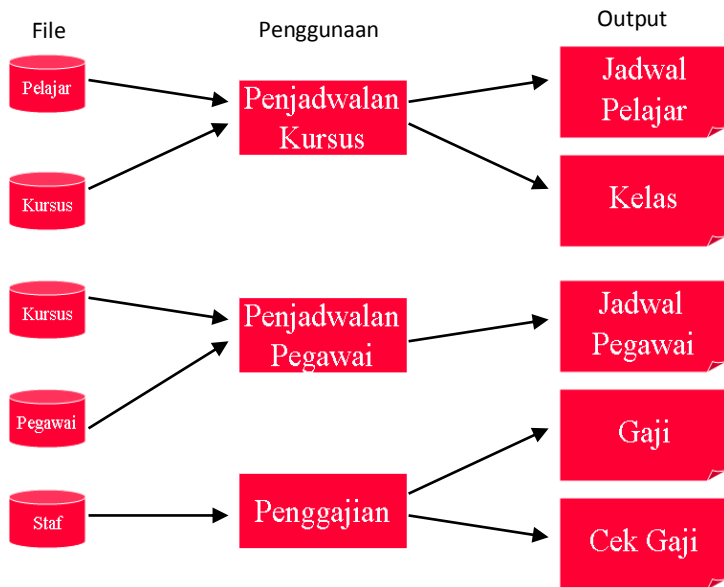 File
Penggunaan
Output
Pelajar
Kursus
Penjadwalan
Kursus
Jadwal
Pelajar
Kelas
Kursus
Pegawai
Penjadwalan
Pegawai
Jadwal
Pegawai
Staf
Penggajian
Gaji
Cek Gaji